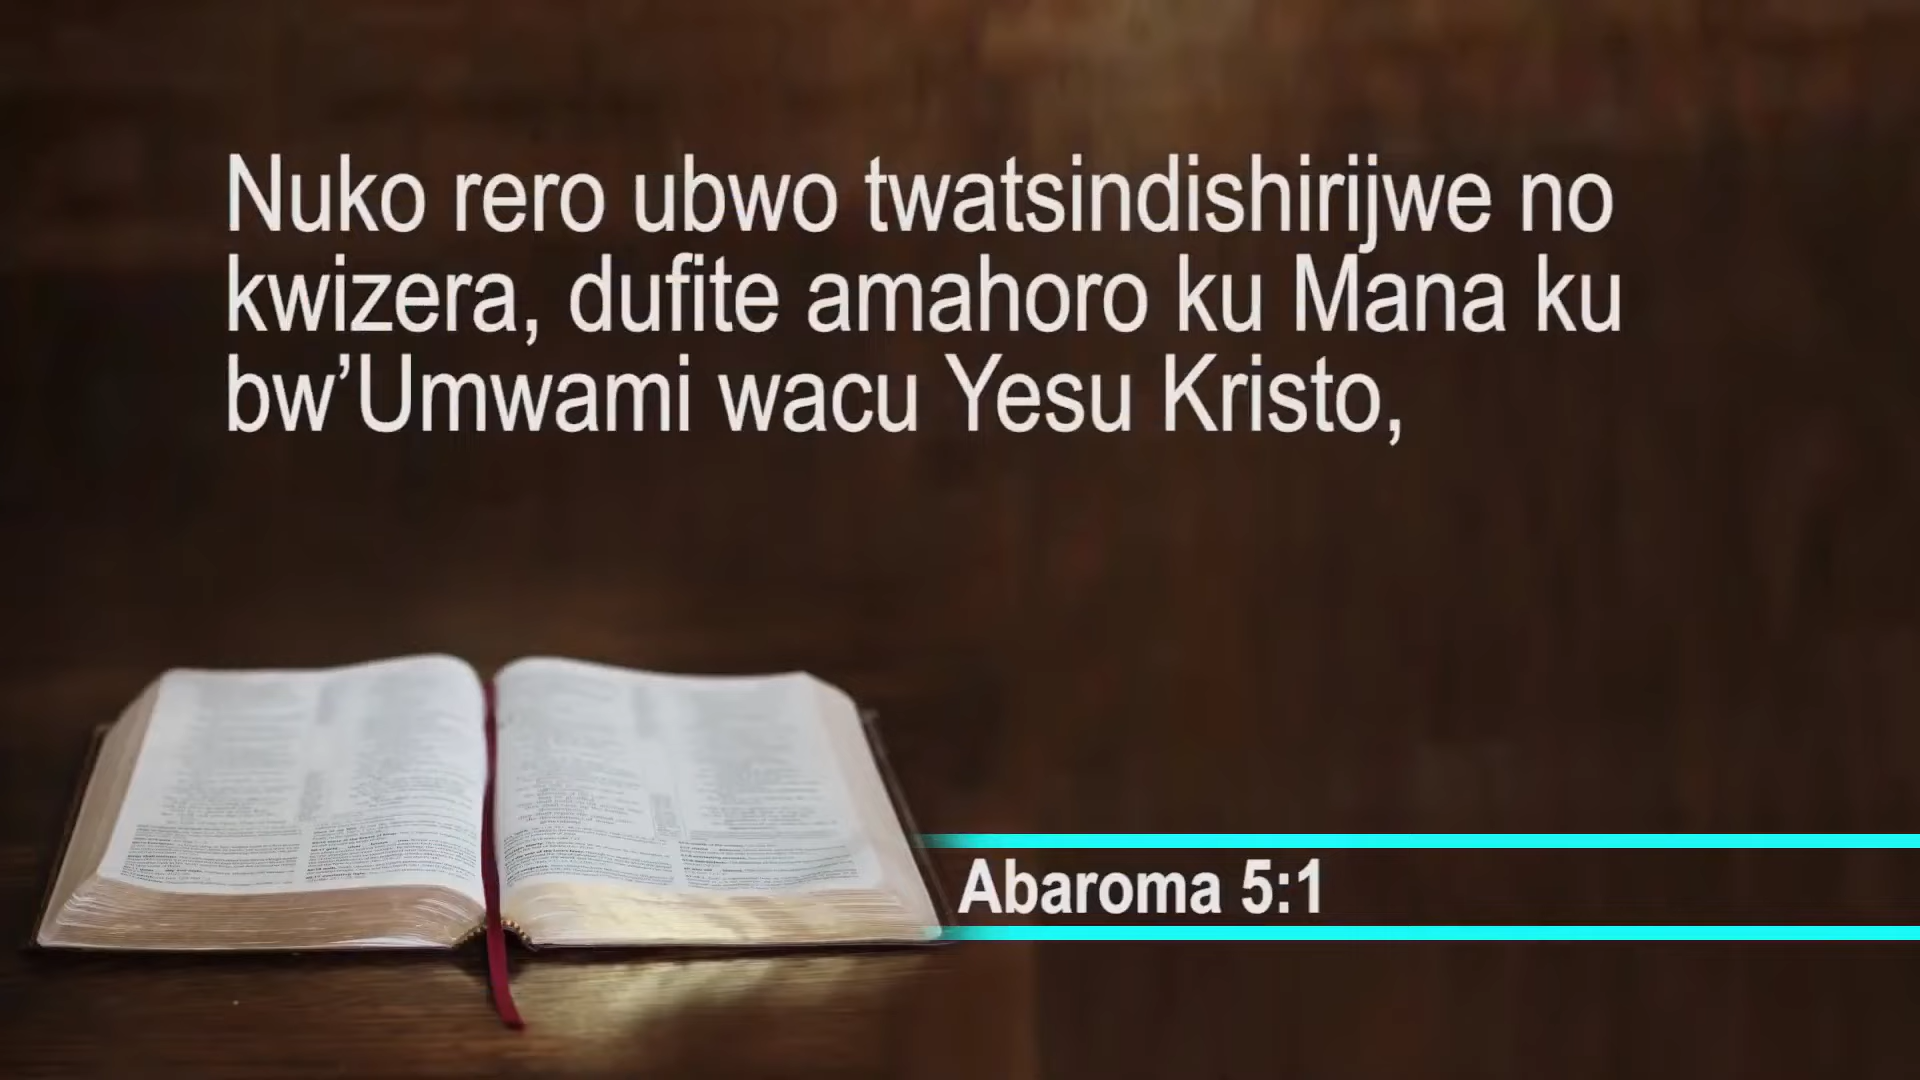 Nuko rero ubwo twatsindishirijwe no
kwizera, dufite amahoro ku Mana ku
bw’Umwami wacu Yesu Kristo,
Abaroma 5:1